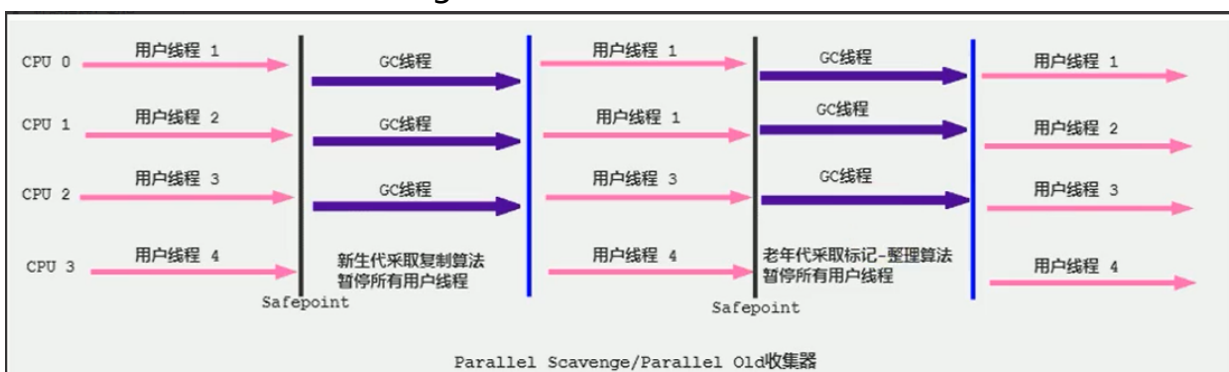 CPU 0 用户线程 1 GC线程 用户线程 1 GC线程 用户线程 1
CPU 1 用户线程 2 GC线程 用户线程 1 GC线程 用户线程 2
CPU 2 用户线程 3 GC线程 用户线程 3 GC线程 用户线程 3
CPU 3 用户线程 4 用户线程 4 用户线程 4
新生代采取复制算法
暂停所有用户线程
老年代采取标记-整理算法
暂停所有用户线程
Safepoint
Safepoint
Parallel Scavenge/Parallel Old收集器